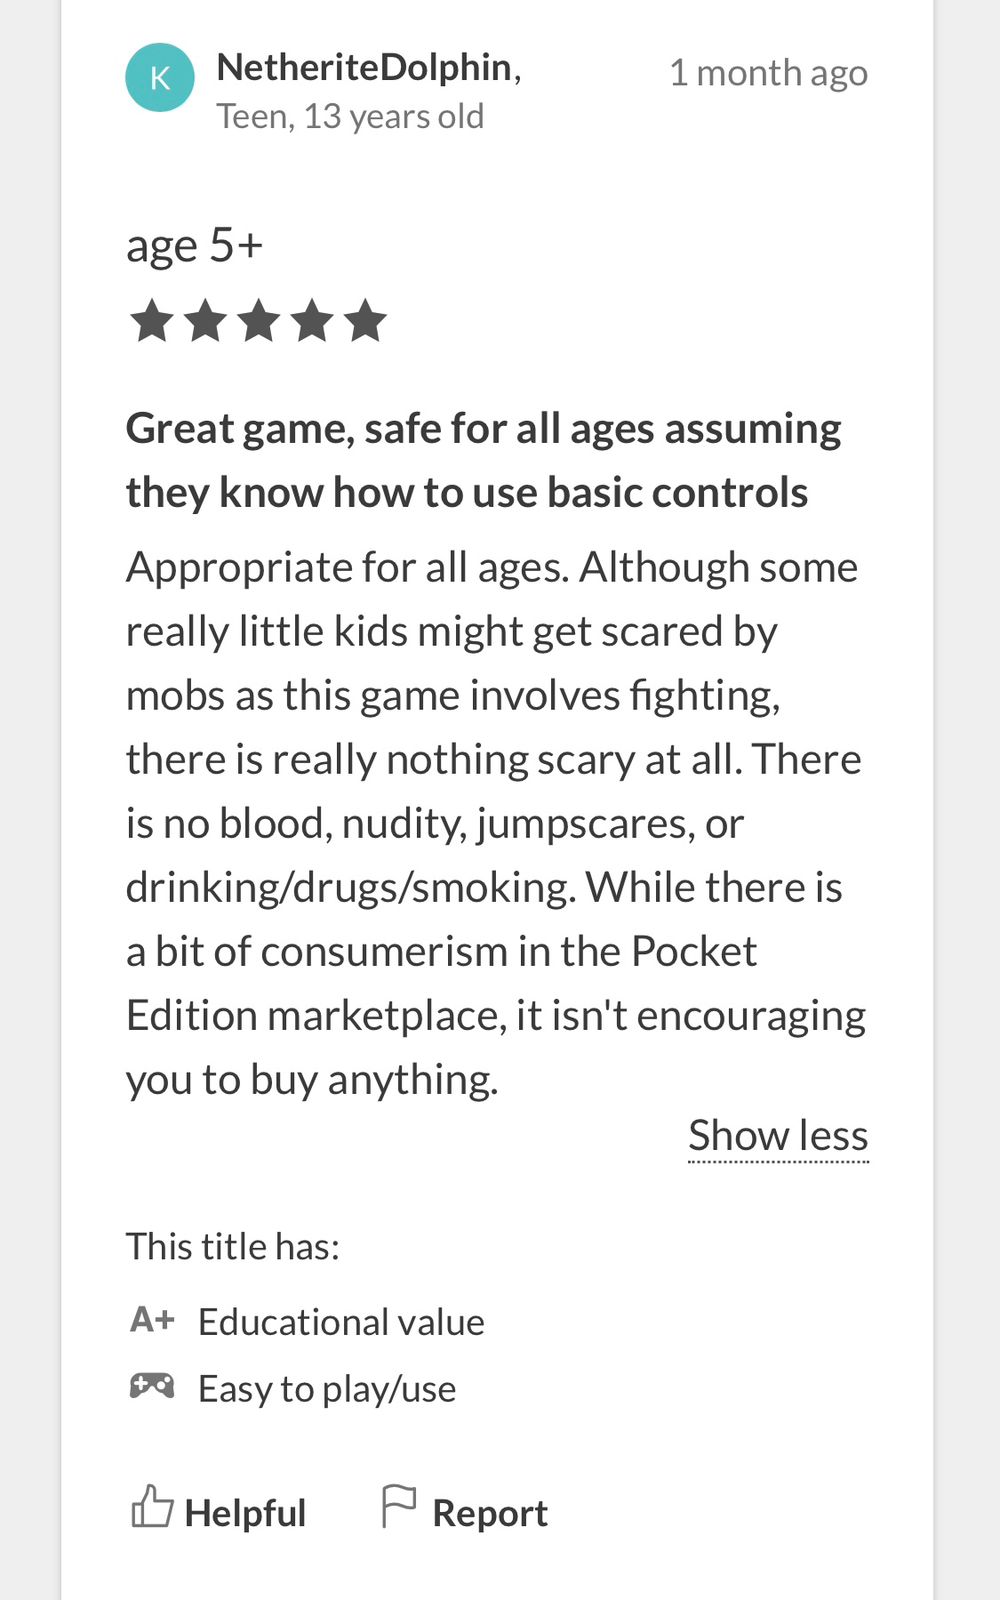 K
NetheriteDolphin,
1 month ago
Teen, 13 years old
age 5+
Great game, safe for all ages assuming
they know how to use basic controls
Appropriate for all ages. Although some
really little kids might get scared by
mobs as this game involves fighting,
there is really nothing scary at all. There
is no blood, nudity, jumpscares, or
drinking/drugs/smoking. While there is
a bit of consumerism in the Pocket
Edition marketplace, it isn't encouraging
you to buy anything.
Show less
This title has:
A+ Educational value
Easy to play/use
Helpful
Report